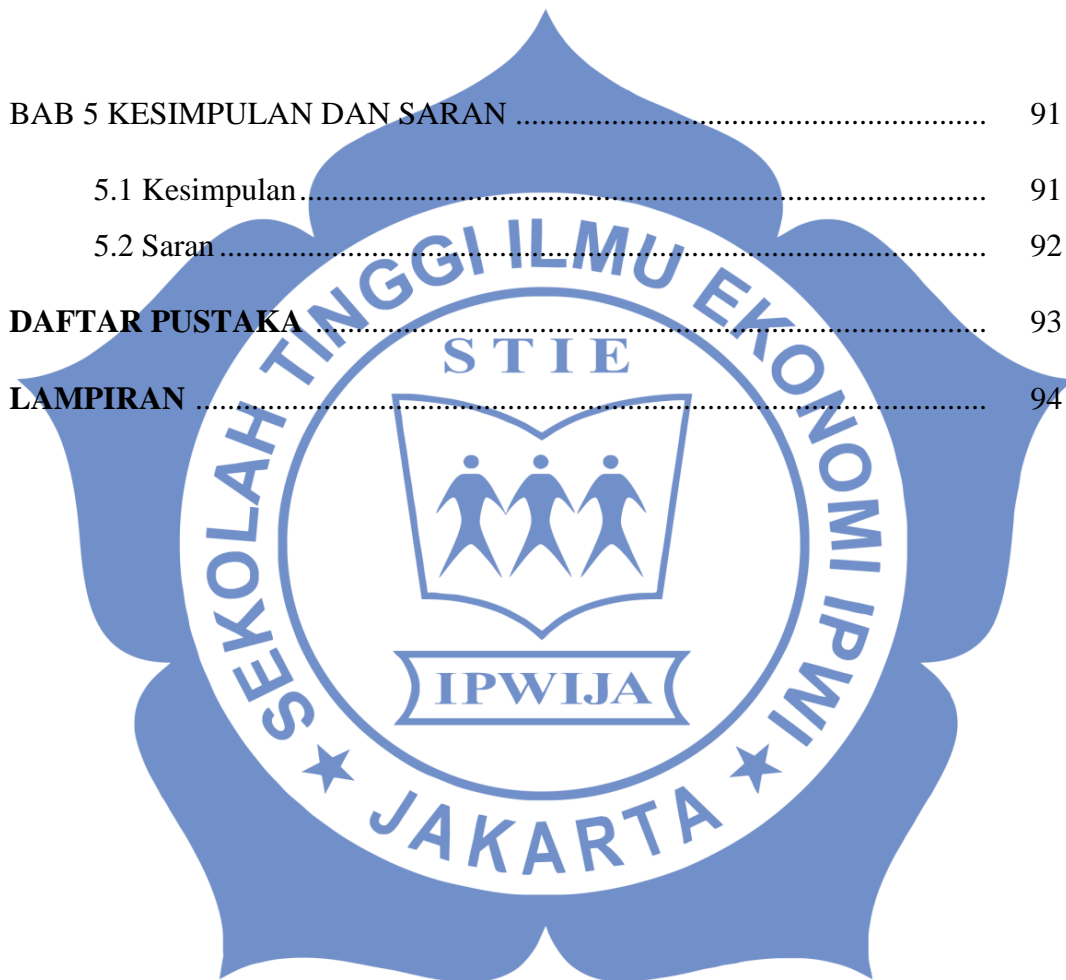 BAB 5 KESIMPULAN DAN SARAN ........................................................... 91
5.1 Kesimpulan ...................................................................................... 91
5.2 Saran ................................................................................................ 92
DAFTAR PUSTAKA .................................................................................... 93
LAMPIRAN ................................................................................................... 94
SEKOLAH TINGGI ILMU EKONOMI IPWI
STIE
IPWIJA
★ JAKARTA ★